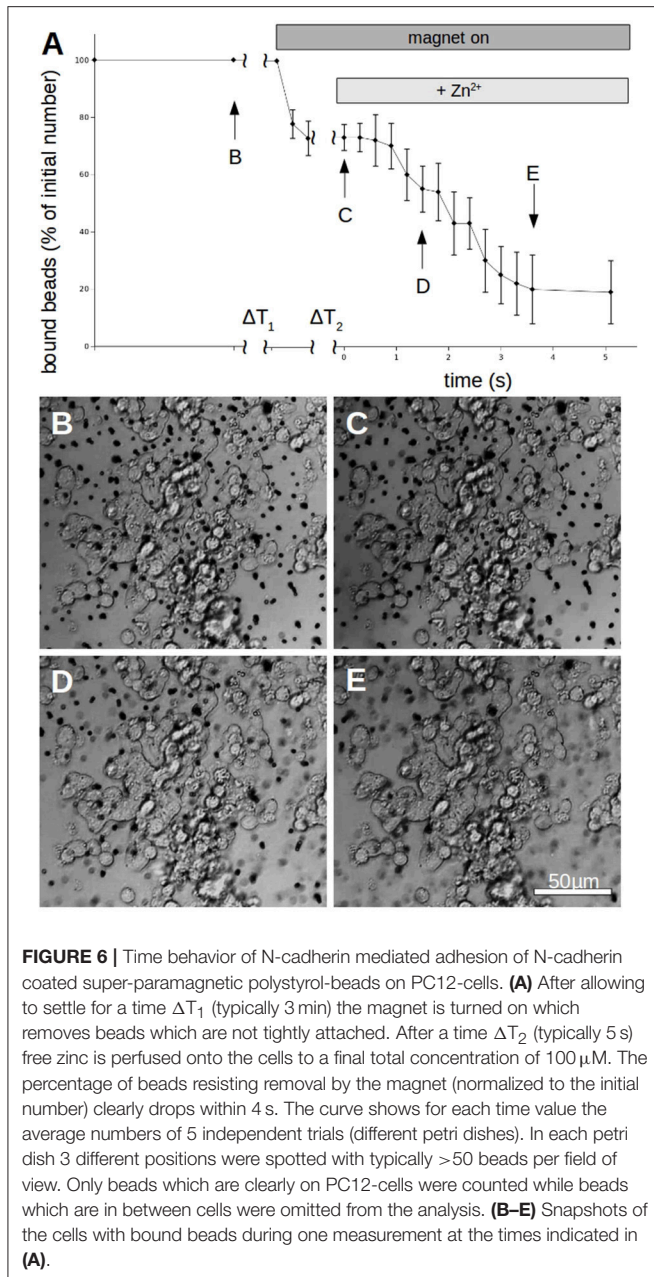 A
magnet on
+ Zn²⁺
bound beads (% of initial number)
100
80
60
40
20
0
B
C
D
E
ΔT₁
ΔT₂
0
1
2
3
4
5
time (s)
B
C
D
E
50μm
FIGURE 6 | Time behavior of N-cadherin mediated adhesion of N-cadherin
coated super-paramagnetic polystyrol-beads on PC12-cells. (A) After allowing
to settle for a time ΔT₁ (typically 3 min) the magnet is turned on which
removes beads which are not tightly attached. After a time ΔT₂ (typically 5 s)
free zinc is perfused onto the cells to a final total concentration of 100 μM. The
percentage of beads resisting removal by the magnet (normalized to the initial
number) clearly drops within 4 s. The curve shows for each time value the
average numbers of 5 independent trials (different petri dishes). In each petri
dish 3 different positions were spotted with typically >50 beads per field of
view. Only beads which are clearly on PC12-cells were counted while beads
which are in between cells were omitted from the analysis. (B–E) Snapshots of
the cells with bound beads during one measurement at the times indicated in
(A).